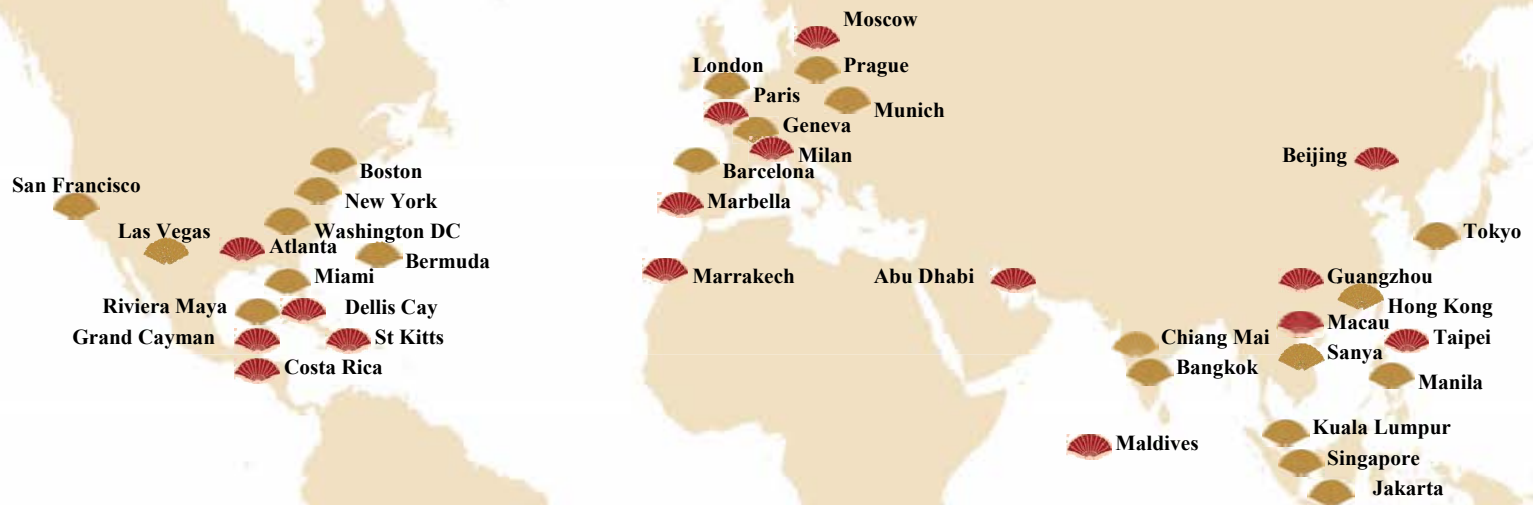 Moscow
London
Prague
Paris
Munich
Geneva
Milan
Barcelona
Marbella
Boston
San Francisco
New York
Las Vegas
Washington DC
Atlanta
Bermuda
Miami
Riviera Maya
Dellis Cay
Grand Cayman
St Kitts
Costa Rica
Marrakech
Abu Dhabi
Beijing
Tokyo
Guangzhou
Hong Kong
Macau
Taipei
Chiang Mai
Sanya
Bangkok
Manila
Maldives
Kuala Lumpur
Singapore
Jakarta